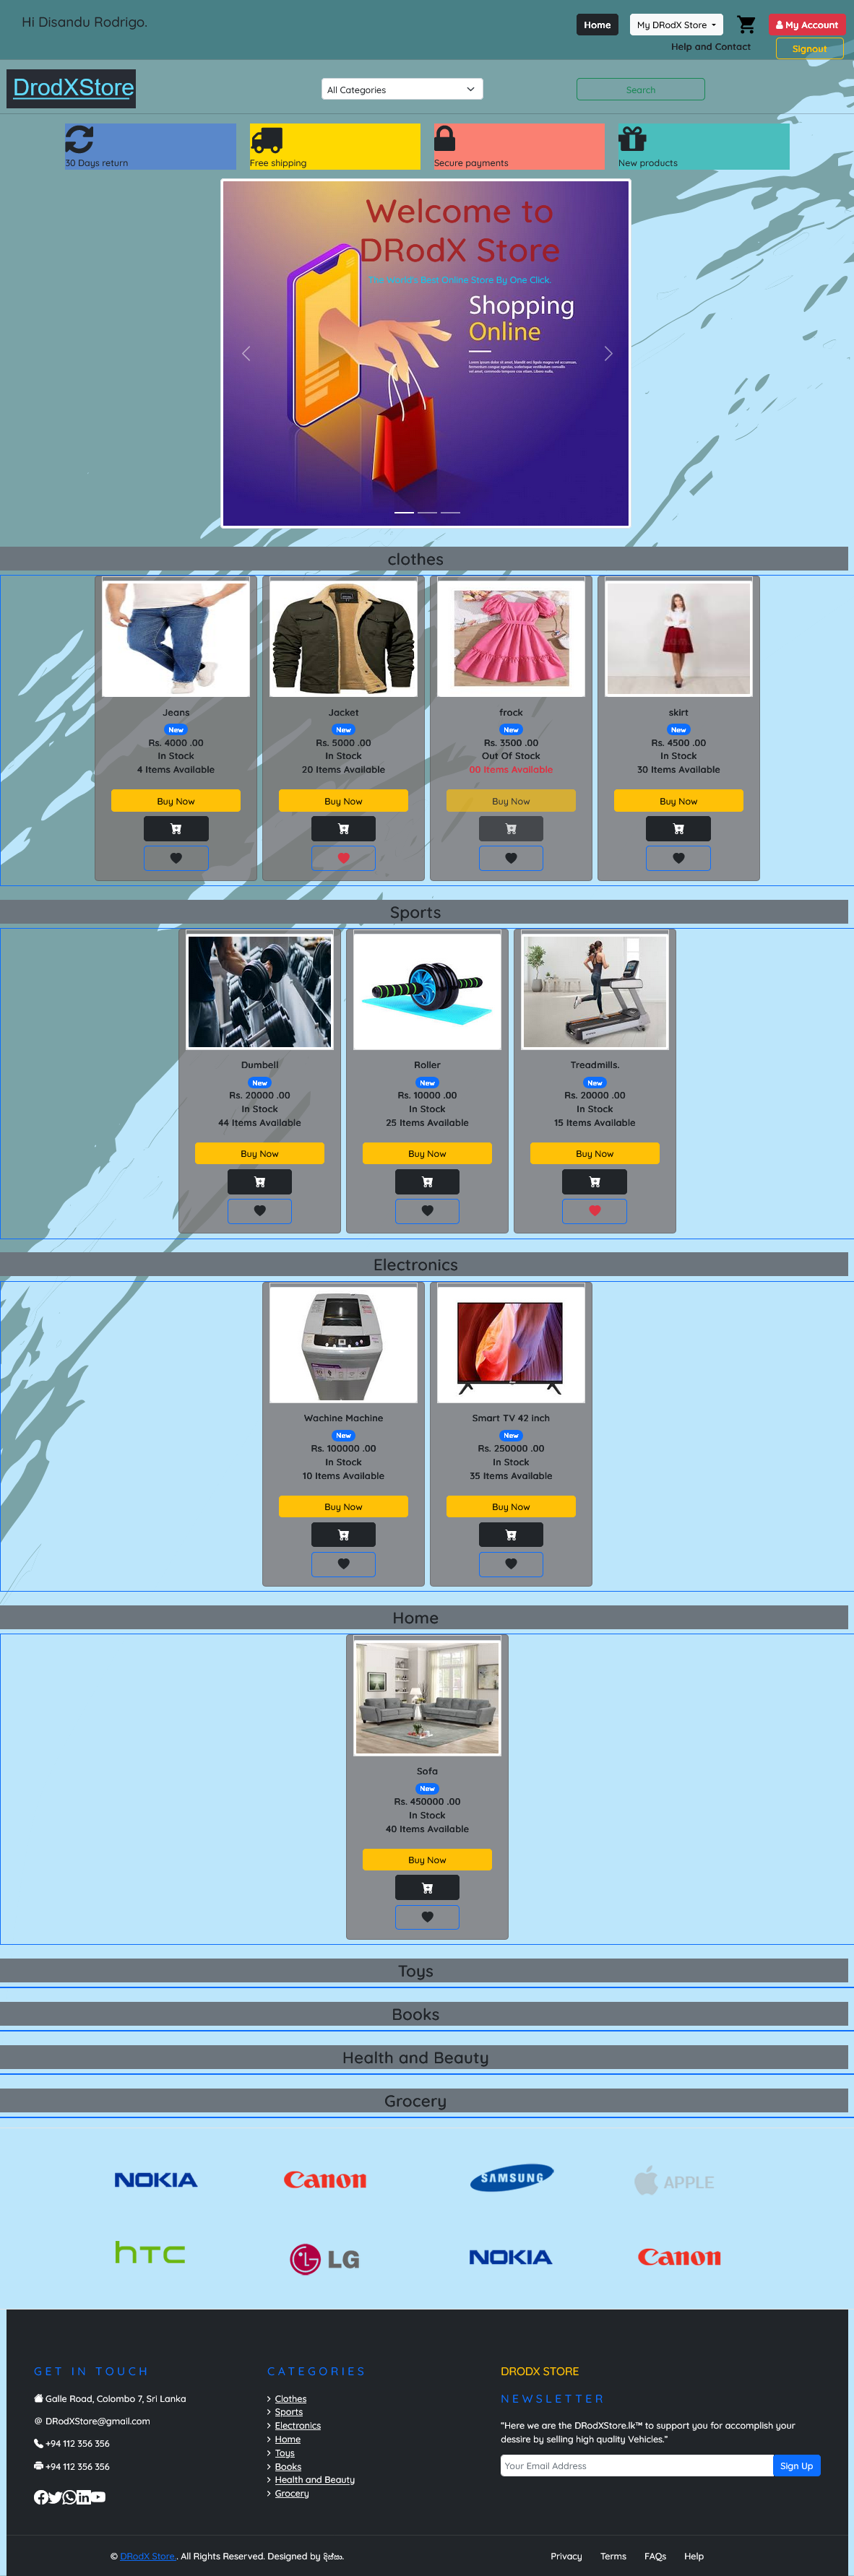 Hi Disandu Rodrigo.
Home
My DRodX Store
My Account
Help and Contact
Signout
DrodXStore
All Categories
Search
30 Days return
Free shipping
Secure payments
New products
Welcome to
DRodX Store
The World's Best Online Store By One Click.
Shopping
Online
clothes
Jeans
New
Rs. 4000 .00
In Stock
4 Items Available
Buy Now
Jacket
New
Rs. 5000 .00
In Stock
20 Items Available
Buy Now
frock
New
Rs. 3500 .00
Out Of Stock
00 Items Available
Buy Now
skirt
New
Rs. 4500 .00
In Stock
30 Items Available
Buy Now
Sports
Dumbell
New
Rs. 20000 .00
In Stock
44 Items Available
Buy Now
Roller
New
Rs. 10000 .00
In Stock
25 Items Available
Buy Now
Treadmills.
New
Rs. 20000 .00
In Stock
15 Items Available
Buy Now
Electronics
Wachine Machine
New
Rs. 100000 .00
In Stock
10 Items Available
Buy Now
Smart TV 42 inch
New
Rs. 250000 .00
In Stock
35 Items Available
Buy Now
Home
Sofa
New
Rs. 450000 .00
In Stock
40 Items Available
Buy Now
Toys
Books
Health and Beauty
Grocery
NOKIA
Canon
SAMSUNG
APPLE
hTC
LG
NOKIA
Canon
GET IN TOUCH
Galle Road, Colombo 7, Sri Lanka
@ DRodXStore@gmail.com
+94 112 356 356
+94 112 356 356
CATEGORIES
Clothes
Sports
Electronics
Home
Toys
Books
Health and Beauty
Grocery
DRODX STORE
NEWSLETTER
"Here we are the DRodXStore.lk™ to support you for accomplish your
dessire by selling high quality Vehicles."
Your Email Address
Sign Up
© DRodX Store. . All Rights Reserved. Designed by
Privacy
Terms
FAQs
Help